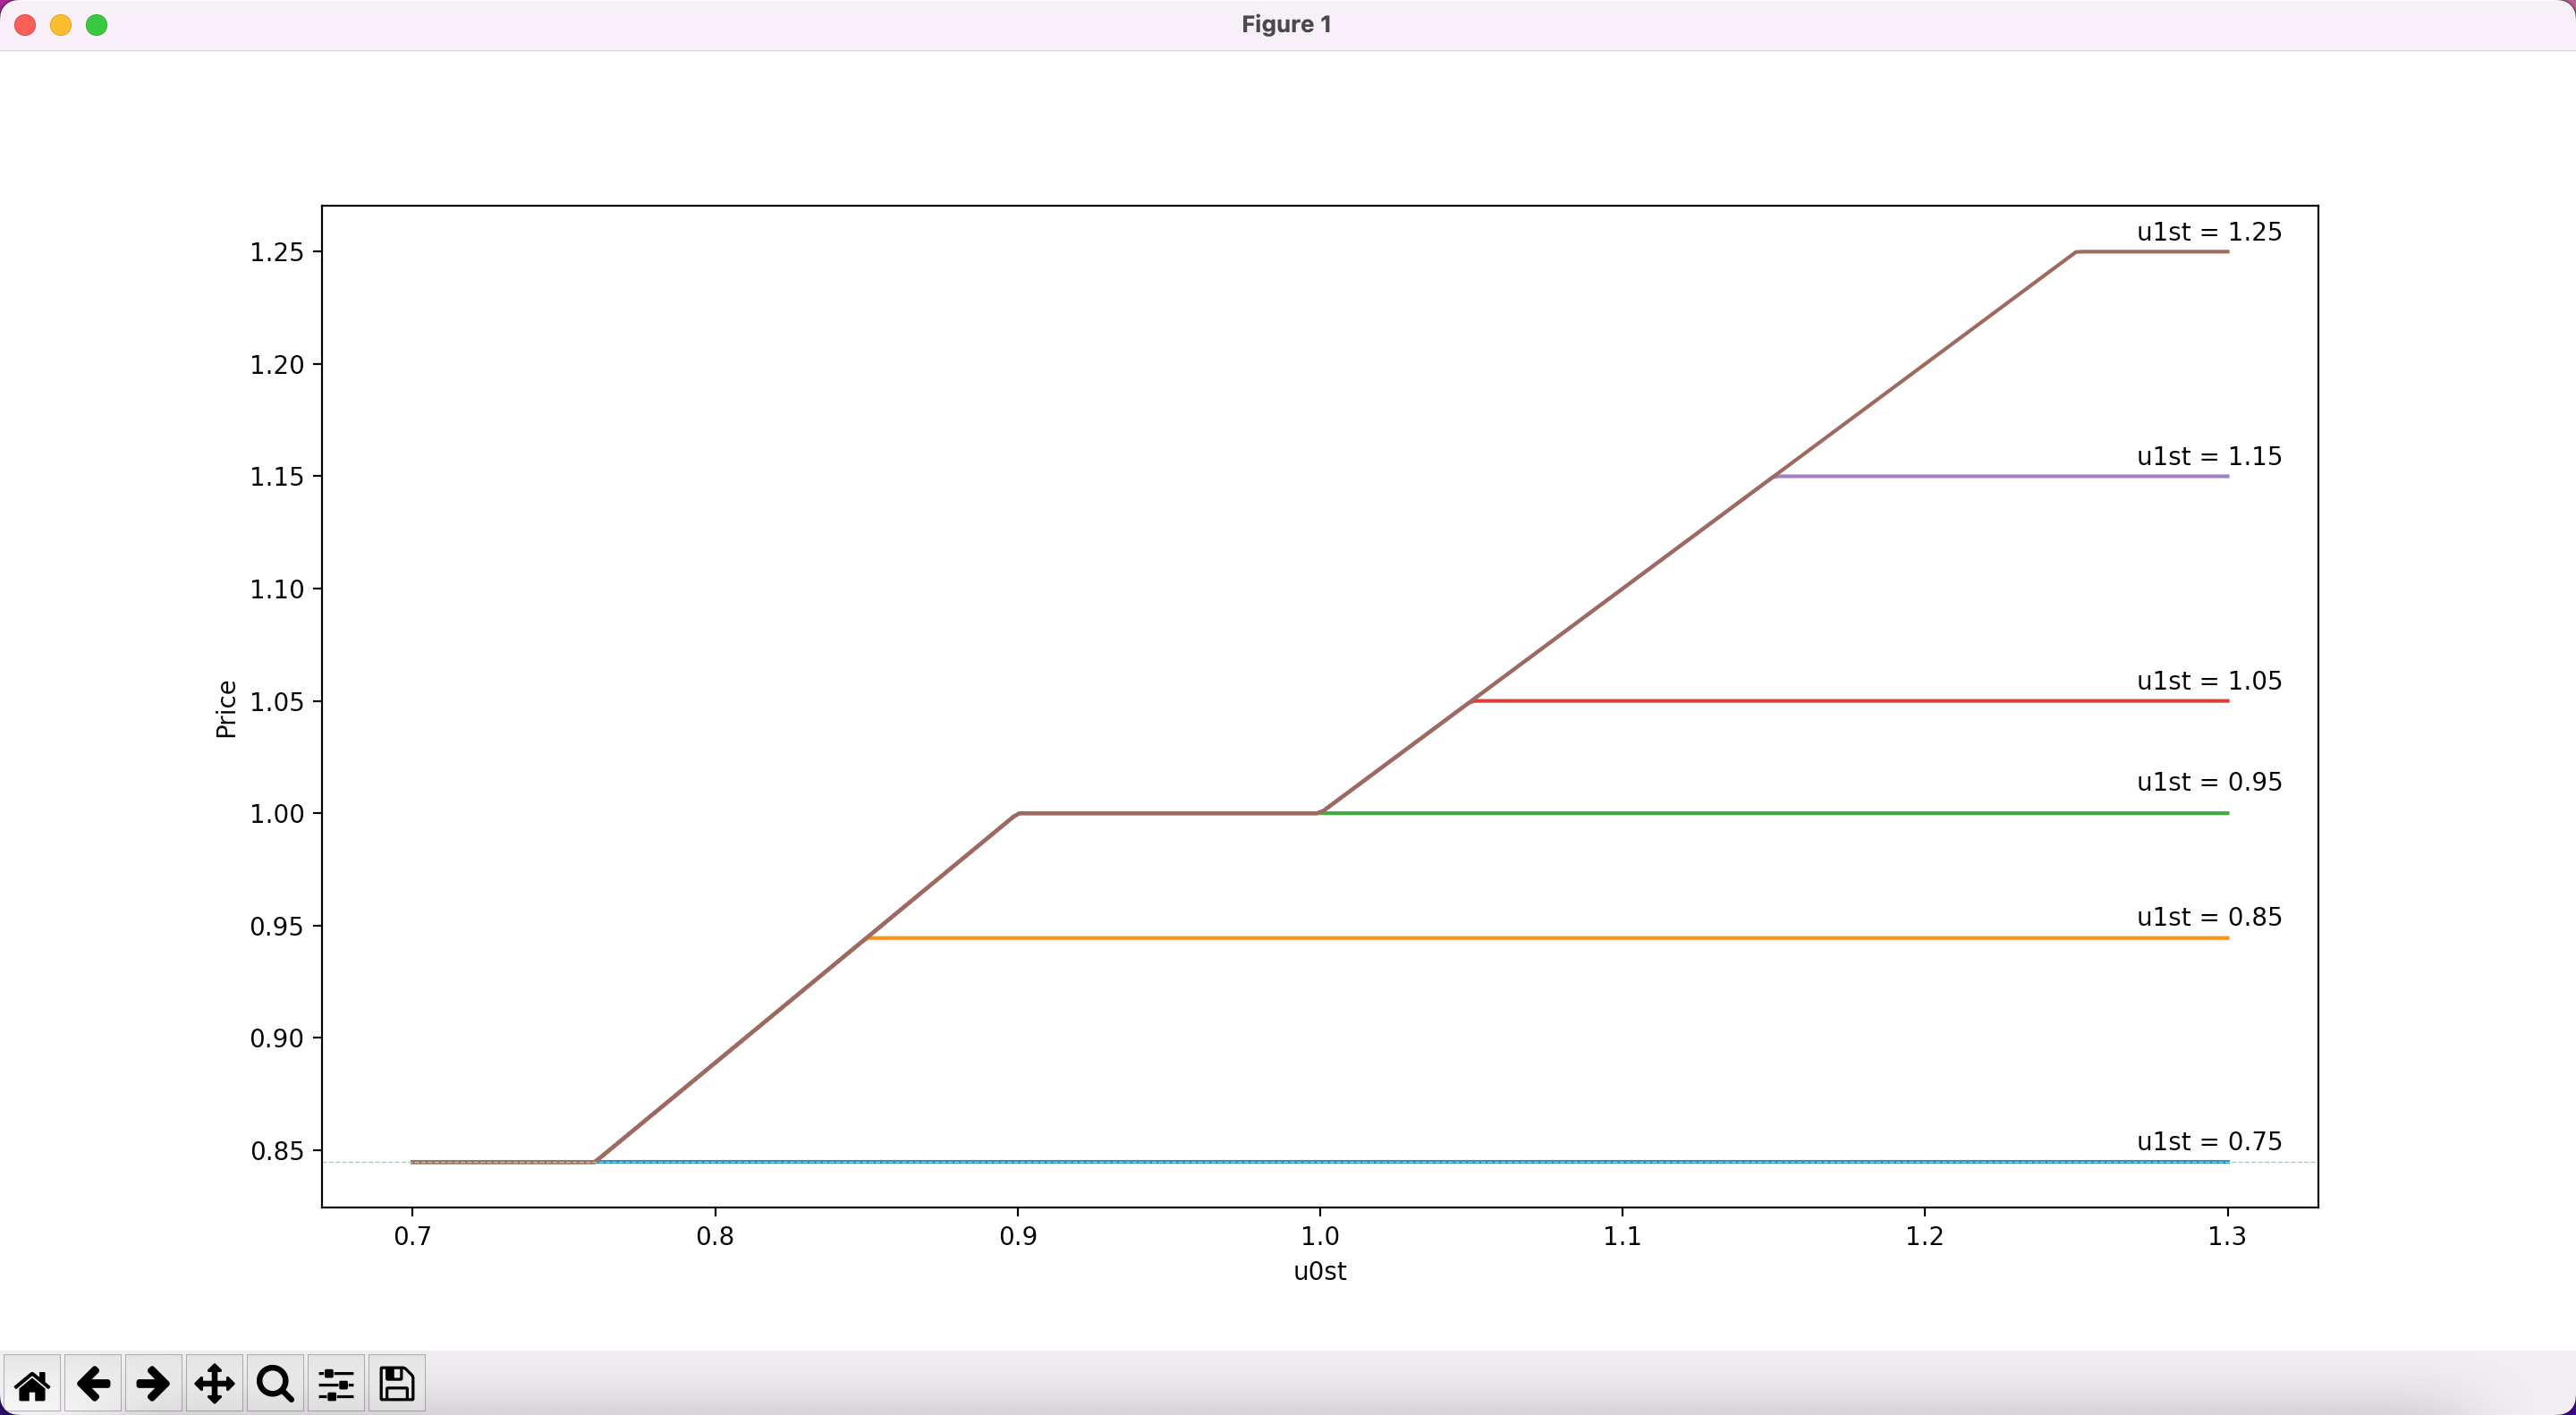 Figure 1
1.25
1.20
1.15
1.10
1.05
1.00
0.95
0.90
0.85
Price
u1st = 1.25
u1st = 1.15
u1st = 1.05
u1st = 0.95
u1st = 0.85
u1st = 0.75
0.7 0.8 0.9 1.0 1.1 1.2 1.3
u0st